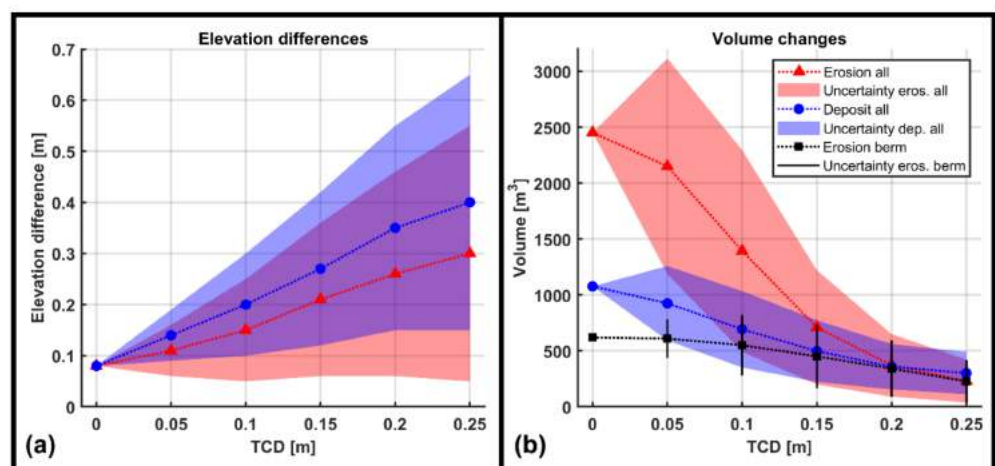 Elevation differences
0.7
0.6
0.5
0.4
0.3
0.2
0.1
0
Elevation difference [m]
0 0.05 0.1 0.15 0.2 0.25
TCD [m]
(a)
Volume changes
3000
2500
2000
1500
1000
500
0
Volume [m³]
Erosion all
Uncertainty eros. all
Deposit all
Uncertainty dep. all
Erosion berm
Uncertainty eros. berm
0 0.05 0.1 0.15 0.2 0.25
TCD [m]
(b)